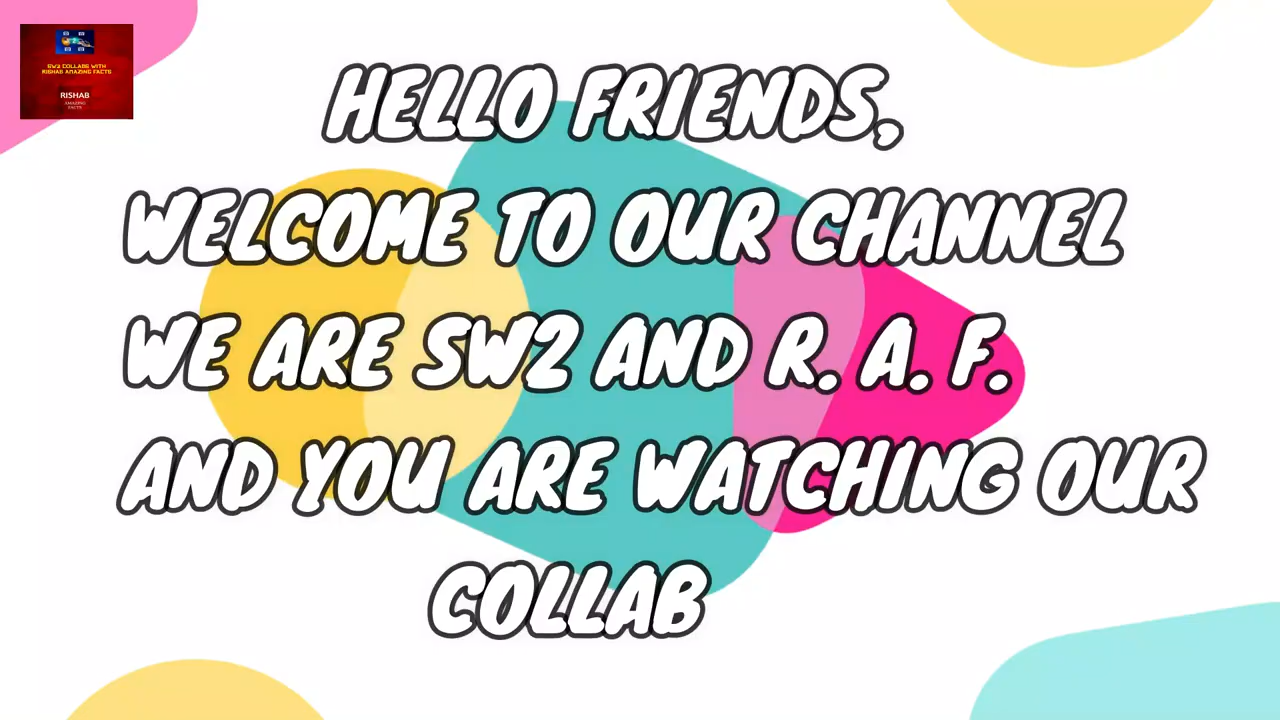 SW2 COLLABS WITH
RISHAB AMAZING FACTS
RISHAB
AMAZING
FACTS
HELLO FRIENDS,
WELCOME TO OUR CHANNEL
WE ARE SW2 AND R. A. F.
AND YOU ARE WATCHING OUR
COLLAB